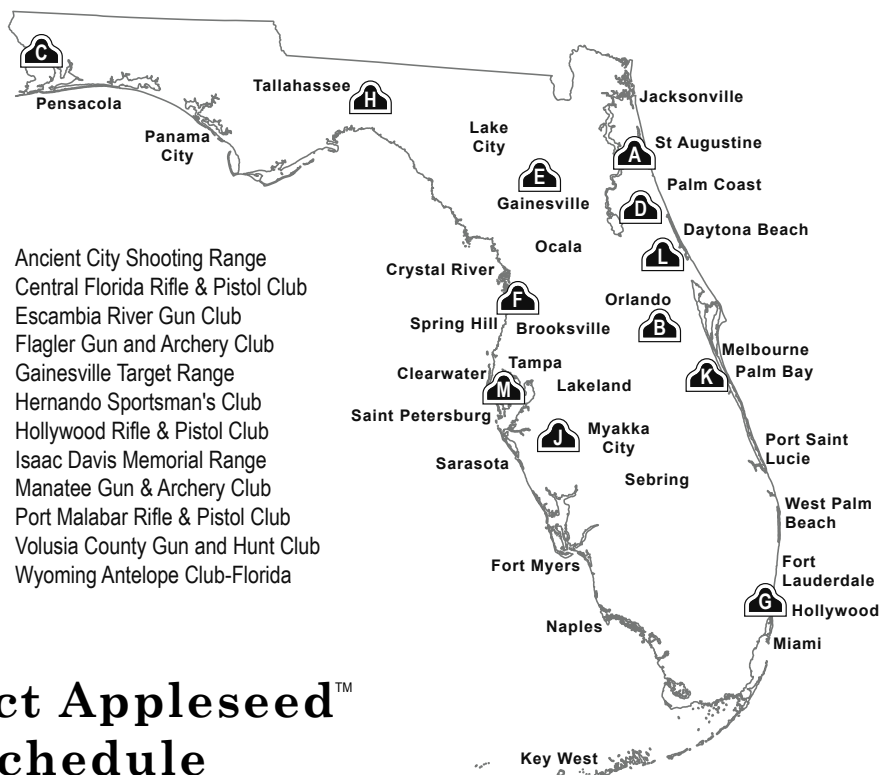 C
Pensacola
Tallahassee
H
Panama
City
Lake
City
E
Gainesville
Jacksonville
A
St Augustine
Palm Coast
D
Daytona Beach
L
Ocala
Crystal River
F
Spring Hill
Brooksville
Orlando
B
Melbourne
K
Palm Bay
Tampa
Clearwater
M
Lakeland
Saint Petersburg
J
Myakka
City
Sarasota
Sebring
Port Saint
Lucie
West Palm
Beach
Fort Myers
Fort
Lauderdale
G
Hollywood
Naples
Miami
Key West
Ancient City Shooting Range
Central Florida Rifle & Pistol Club
Escambia River Gun Club
Flagler Gun and Archery Club
Gainesville Target Range
Hernando Sportsman's Club
Hollywood Rifle & Pistol Club
Isaac Davis Memorial Range
Manatee Gun & Archery Club
Port Malabar Rifle & Pistol Club
Volusia County Gun and Hunt Club
Wyoming Antelope Club-Florida
ct Appleseed™
chedule